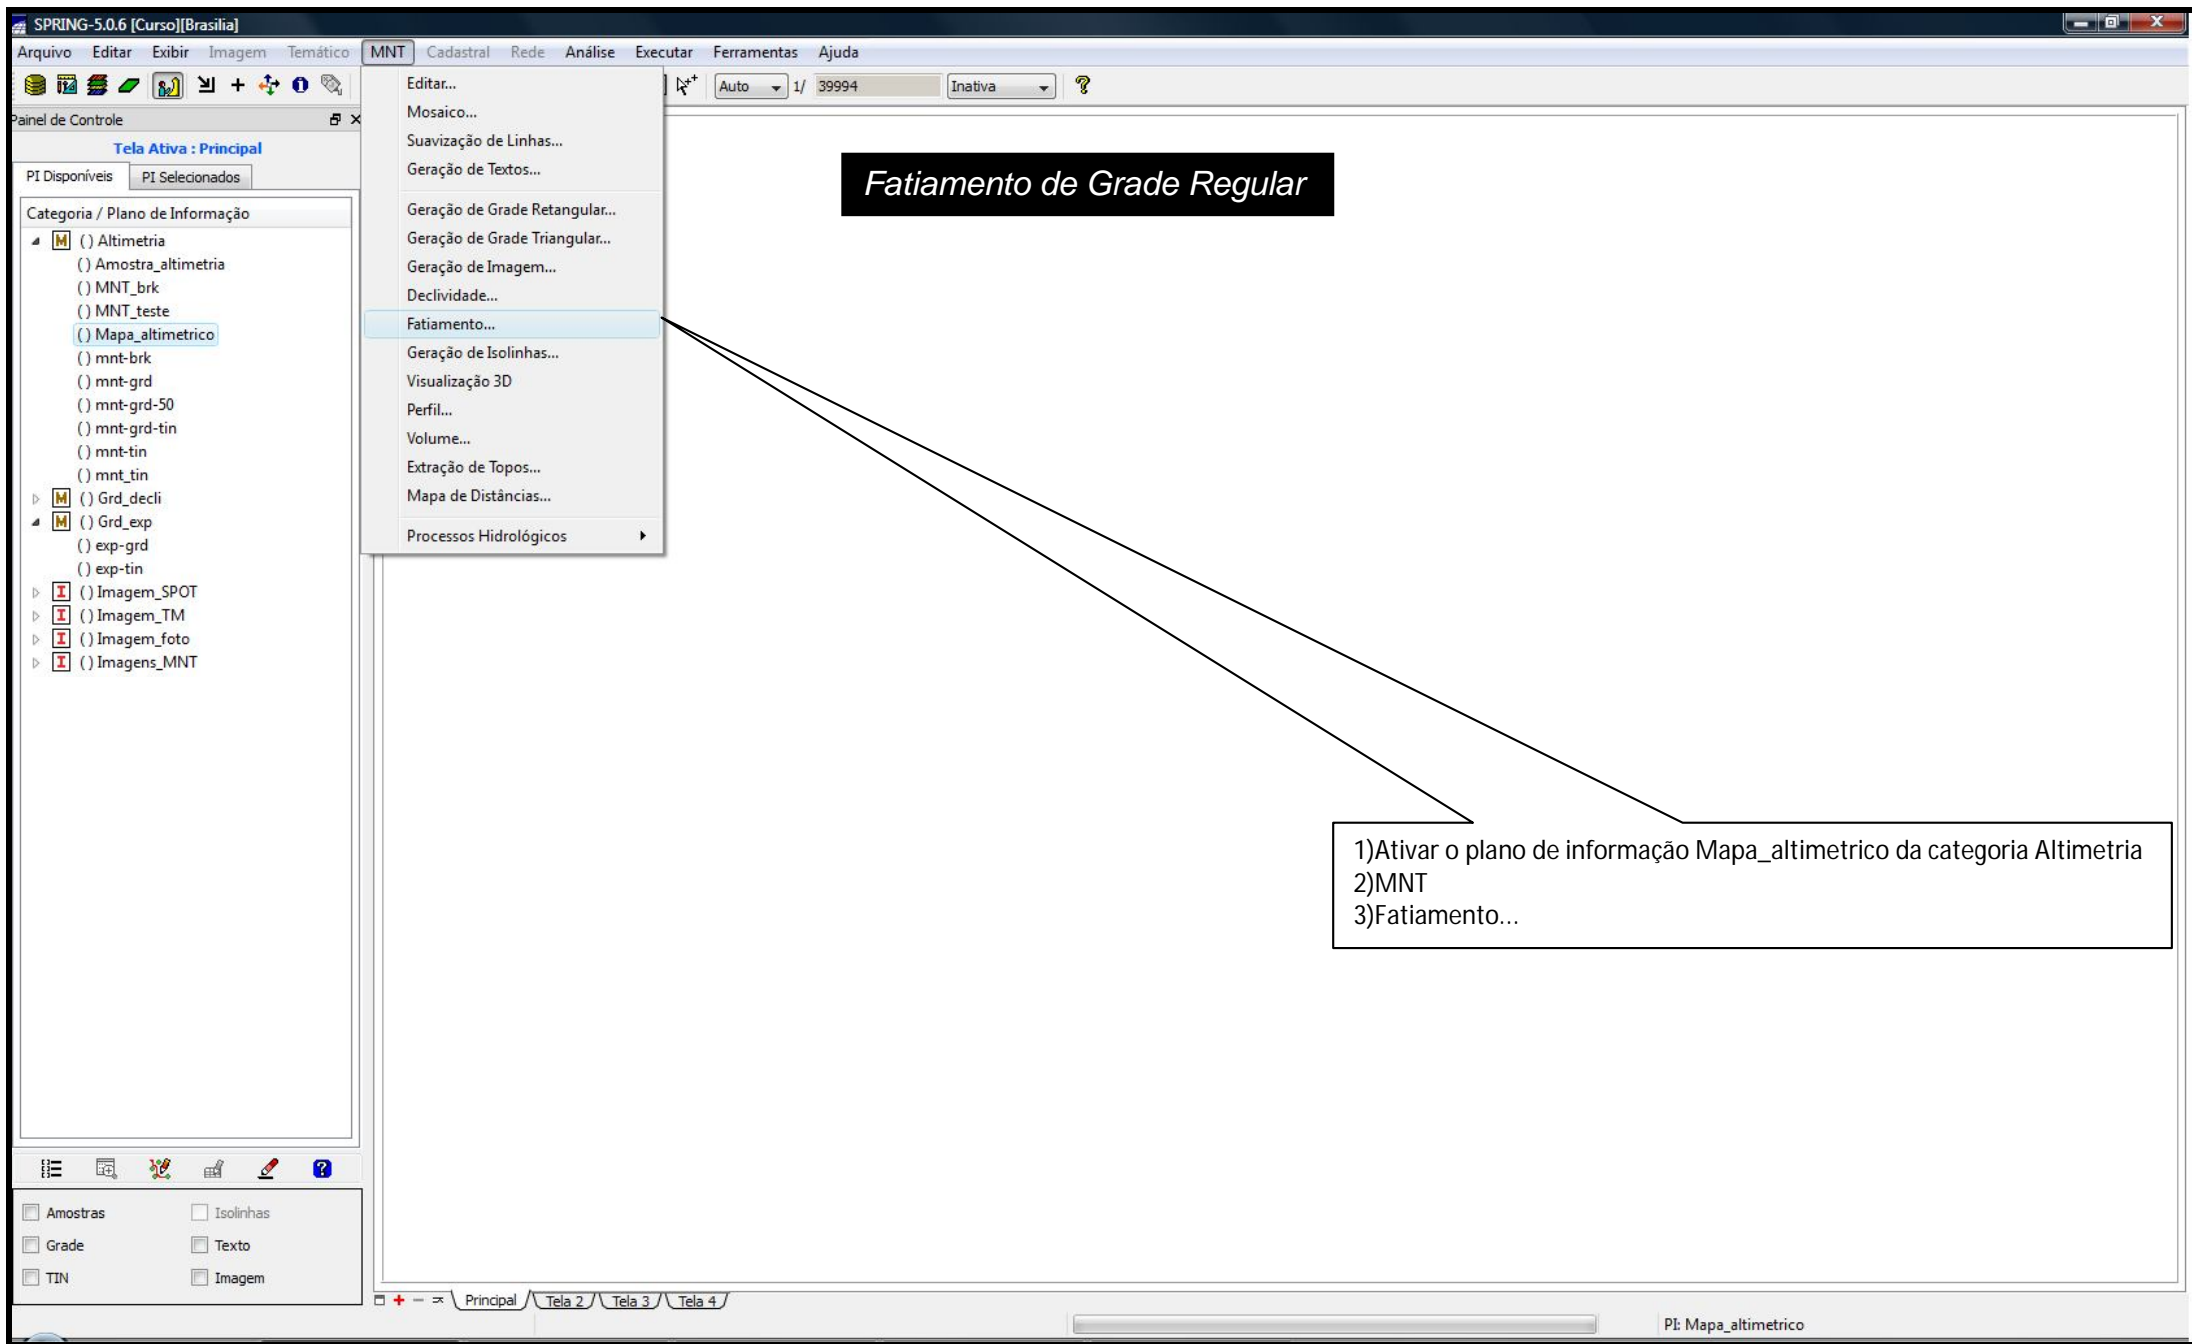 SPRING-5.0.6 [Curso][Brasilia]
Arquivo Editar Exibir Imagem Temático MNT Cadastral Rede Análise Executar Ferramentas Ajuda
Auto 1/ 39994 Inativa
Painel de Controle
Tela Ativa : Principal
PI Disponíveis PI Selecionados
Categoria / Plano de Informação
M () Altimetria
() Amostra_altimetria
() MNT_brk
() MNT_teste
() Mapa_altimetrico
() mnt-brk
() mnt-grd
() mnt-grd-50
() mnt-grd-tin
() mnt-tin
() mnt_tin
M () Grd_decli
M () Grd_exp
() exp-grd
() exp-tin
I () Imagem_SPOT
I () Imagem_TM
I () Imagem_foto
I () Imagens_MNT
Editar...
Mosaico...
Suavização de Linhas...
Geração de Textos...
Geração de Grade Retangular...
Geração de Grade Triangular...
Geração de Imagem...
Declividade...
Fatiamento...
Geração de Isolinhas...
Visualização 3D
Perfil...
Volume...
Extração de Topos...
Mapa de Distâncias...
Processos Hidrológicos
Fatiamento de Grade Regular
1)Ativar o plano de informação Mapa_altimetrico da categoria Altimetria
2)MNT
3)Fatiamento...
Amostras Isolinhas
Grade Texto
TIN Imagem
Principal Tela 2 Tela 3 Tela 4
PI: Mapa_altimetrico